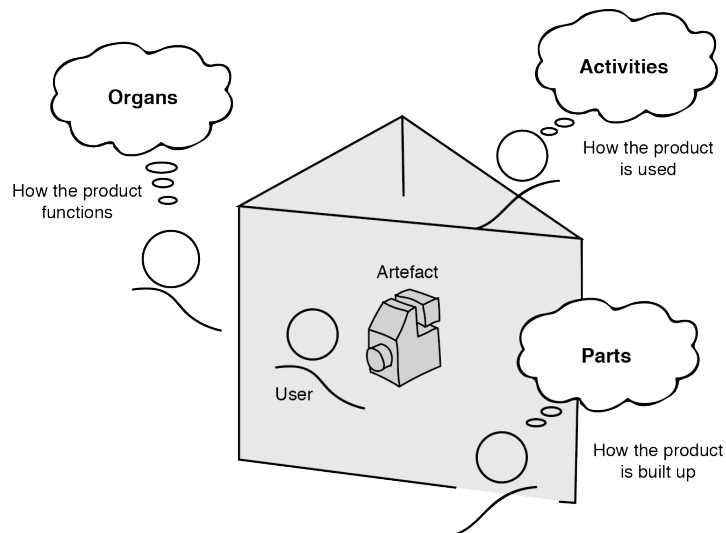 Organs
How the product
functions
Activities
How the product
is used
Artefact
User
Parts
How the product
is built up